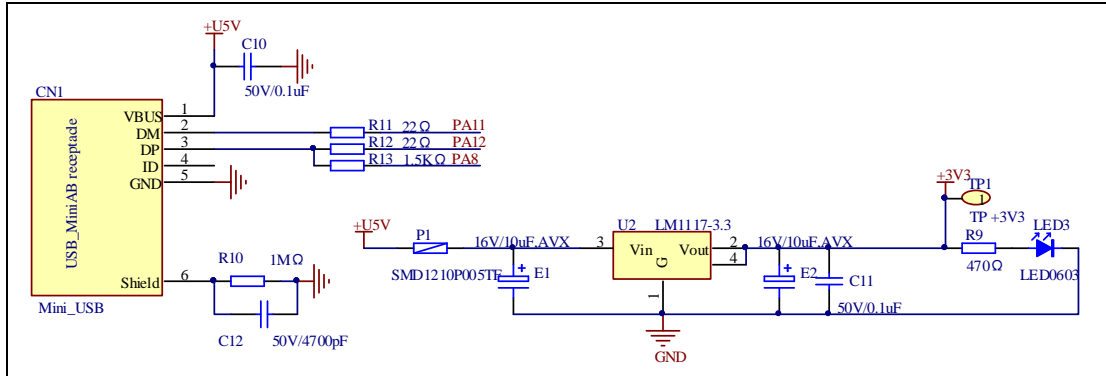 +U5V
C10
50V/0.1uF
CN1
USB_MiniAB receptacle
VBUS 1
DM 2
DP 3
ID 4
GND 5
Shield 6
Mini_USB
R11 22Ω PA11
R12 22Ω PA12
R13 1.5KΩ PA8
R10 1MΩ
C12 50V/4700pF
+U5V
P1
SMD1210P005TF
16V/10uF,AVX
E1
U2 LM1117-3.3
3 Vin G Vout 2
4
1
GND
16V/10uF,AVX
E2
C11
50V/0.1uF
+3V3
TP1
1
TP +3V3
R9
470Ω
LED3
LED0603